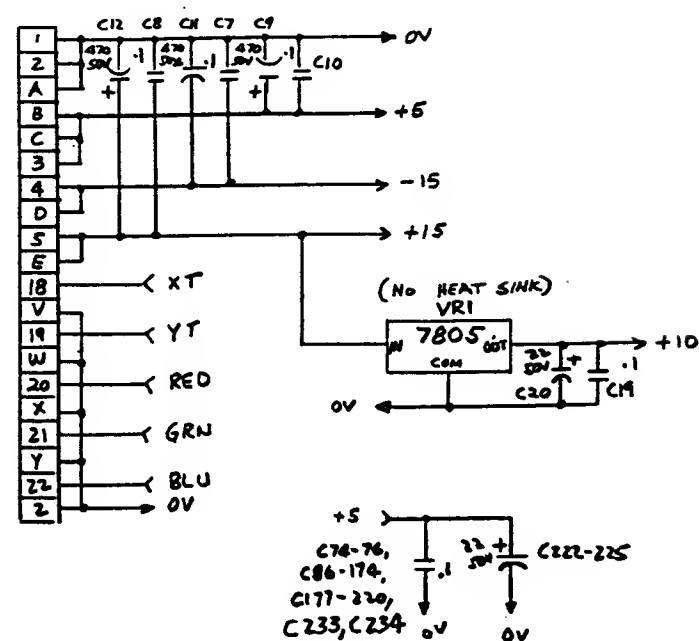 C12 C8 C11 C7 C9
1
2
A
B
C
3
4
D
5
E
18
V
19
W
20
X
21
Y
22
2
470
50V
.1
+
470
50V
.1
470
50V
.1
+
C10
0V
+5
-15
+15
XT
YT
RED
GRN
BLU
0V
(NO HEAT SINK)
VR1
7805
IN
OUT
COM
22
50V
+
C20
.1
C19
+10
0V
+5
C74-76,
C86-174,
C177-220,
C233, C234
.1
0V
22
50V
+
C222-225
0V